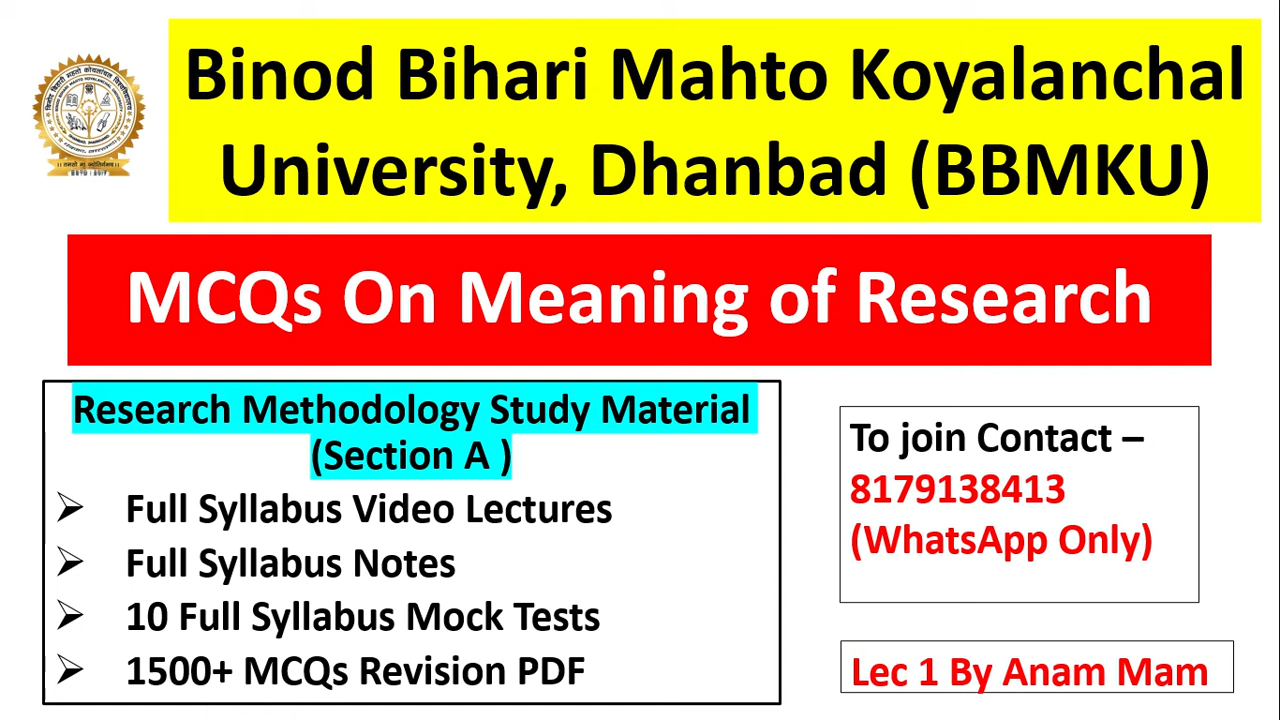 Binod Bihari Mahto Koyalanchal
University, Dhanbad (BBMKU)
MCQs On Meaning of Research
Research Methodology Study Material
(Section A )
Full Syllabus Video Lectures
Full Syllabus Notes
10 Full Syllabus Mock Tests
1500+ MCQs Revision PDF
To join Contact –
8179138413
(WhatsApp Only)
Lec 1 By Anam Mam